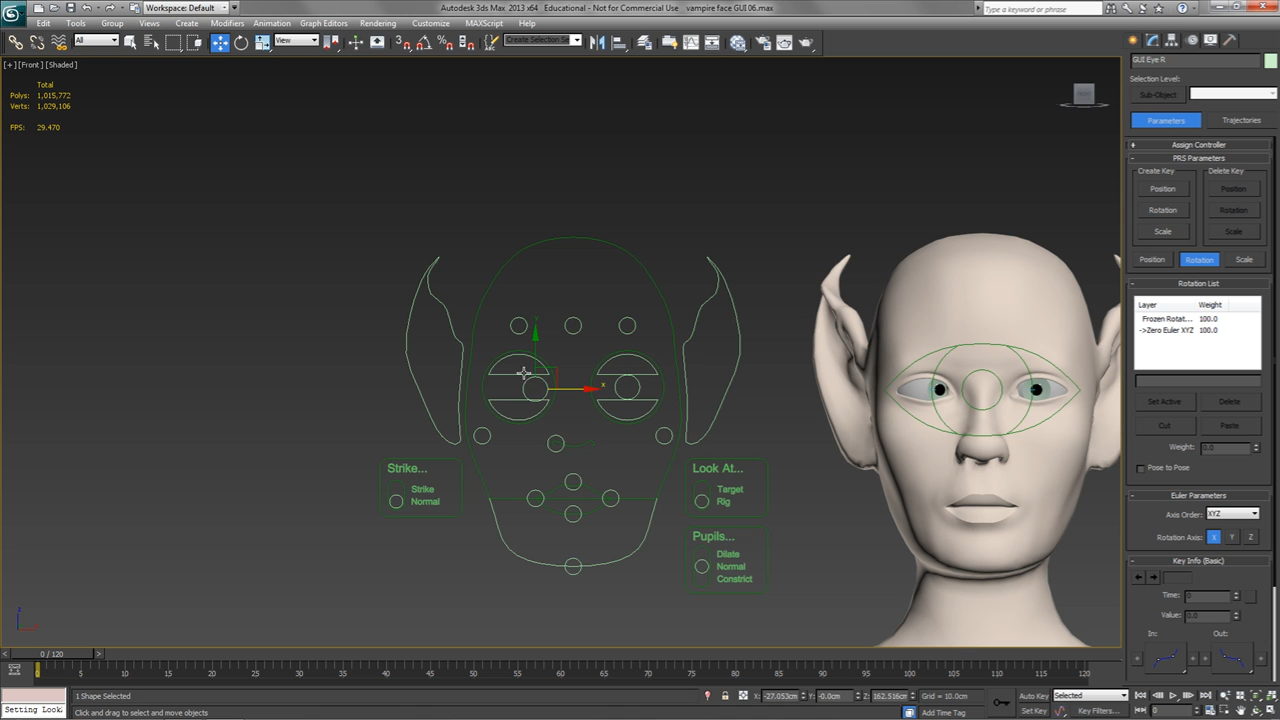 Workspace: Default
Autodesk 3ds Max 2013 x64 Educational - Not for Commercial Use vampire face GUI 06.max
Type a keyword or phrase
Edit Tools Group Views Create Modifiers Animation Graph Editors Rendering Customize MAXScript Help
All View Create Selection Se
[+] [Front] [Shaded]
Total
Polys: 1,015,772
Verts: 1,029,106
FPS: 29.470
GUI Eye R
Selection Level:
Sub-Object
Parameters Trajectories
Assign Controller
PRS Parameters
Create Key Delete Key
Position Position
Rotation Rotation
Scale Scale
Position Rotation Scale
Rotation List
Layer Weight
Frozen Rotat... 100.0
->Zero Euler XYZ 100.0
Set Active Delete
Cut Paste
Weight: 0.0
Pose to Pose
Euler Parameters
Axis Order: XYZ
Rotation Axis: X Y Z
Key Info (Basic)
Time: 0
Value: 0.0
In: Out:
x
Strike...
Strike
Normal
Look At...
Target
Rig
Pupils...
Dilate
Normal
Constrict
z
< 0 / 120 >
0 5 10 15 20 25 30 35 40 45 50 55 60 65 70 75 80 85 90 95 100 105 110 115 120
1 Shape Selected
X: -27.053cm Y: -0.0cm Z: 162.516cm Grid = 10.0cm
Auto Key Selected
Setting Look
Click and drag to select and move objects
Add Time Tag
Set Key Key Filters... 0